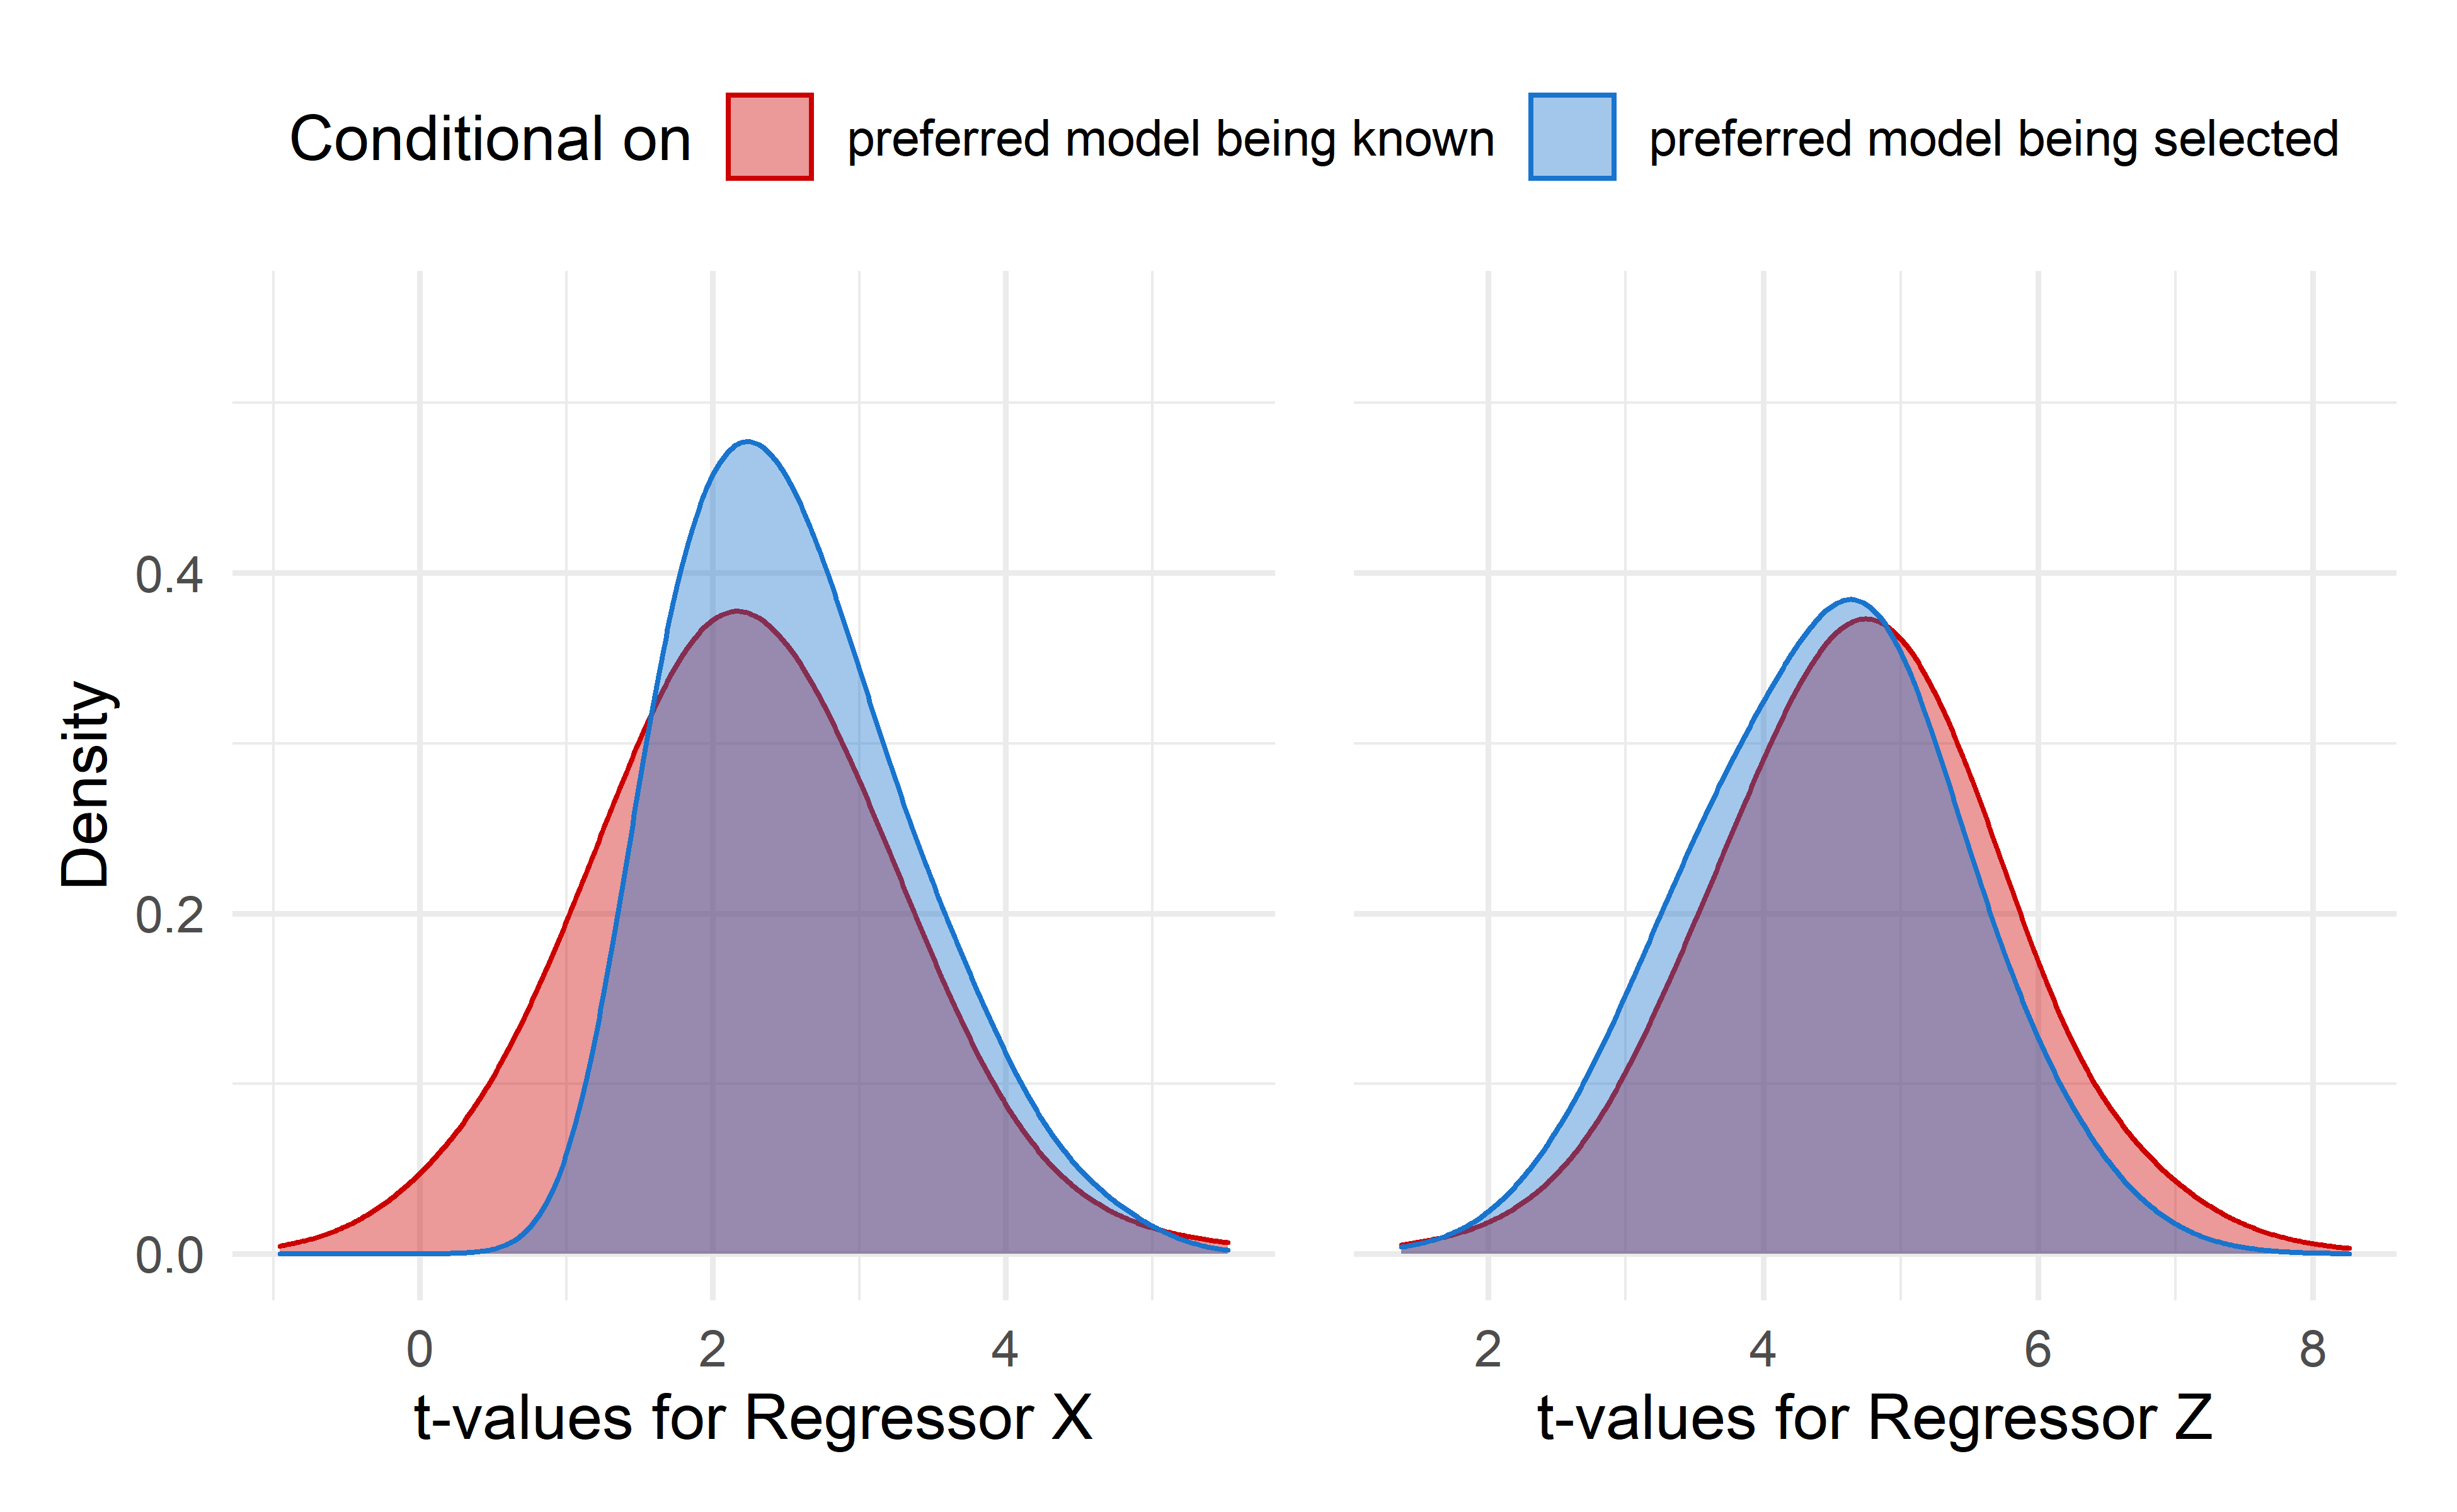 Conditional on preferred model being known preferred model being selected
Density
0.4
0.2
0.0
0 2 4
2 4 6 8
t-values for Regressor X
t-values for Regressor Z